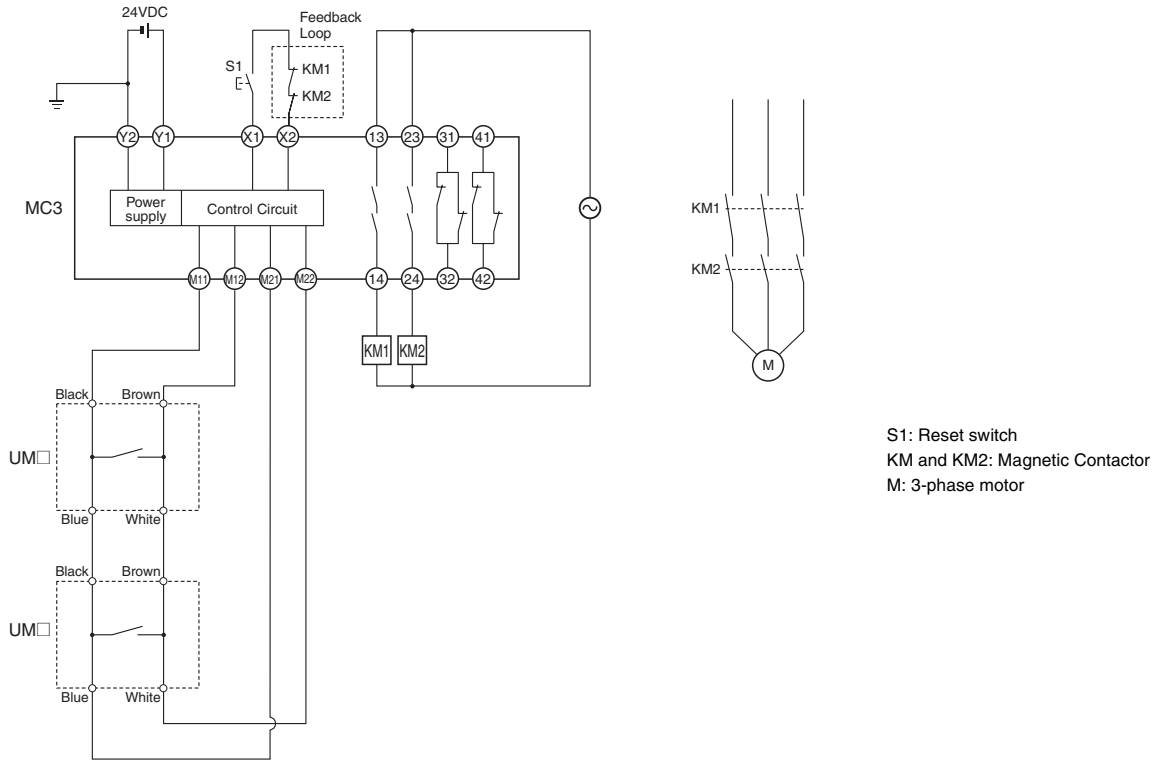 24VDC
Feedback
Loop
S1
KM1
KM2
Y2 Y1 X1 X2 13 23 31 41
MC3
Power
supply
Control Circuit
M11 M12 M21 M22 14 24 32 42
KM1 KM2
KM1
KM2
M
Black Brown
UM□
Blue White
Black Brown
UM□
Blue White
S1: Reset switch
KM and KM2: Magnetic Contactor
M: 3-phase motor